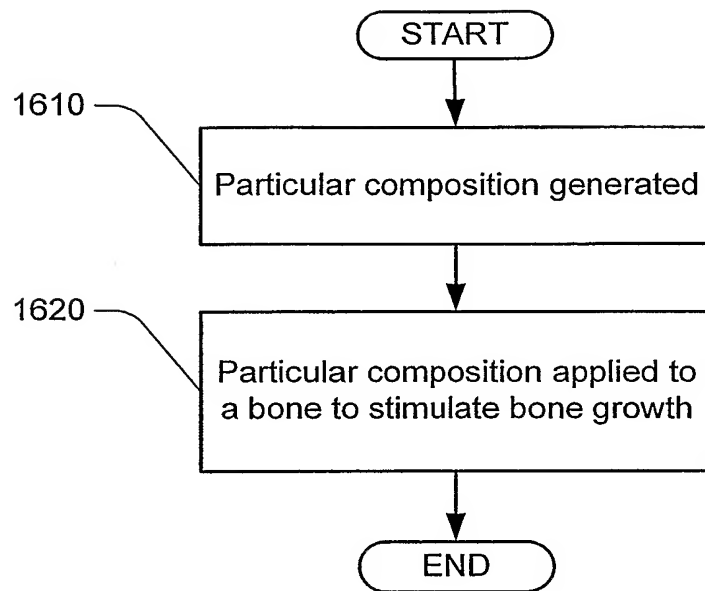 START
1610
Particular composition generated
1620
Particular composition applied to
a bone to stimulate bone growth
END